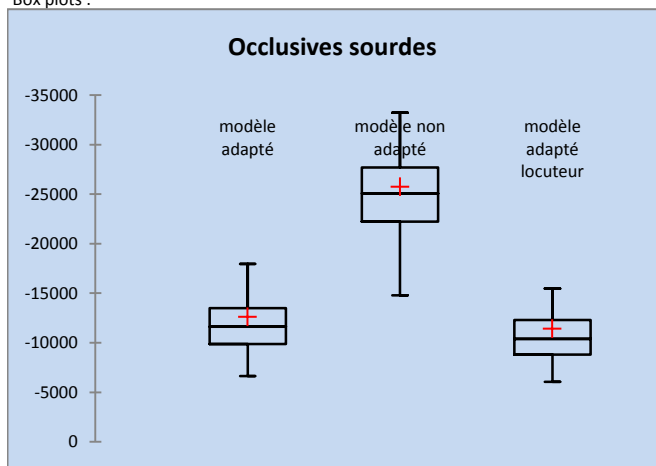 Box plots :
Occlusives sourdes
-35000
-30000
-25000
-20000
-15000
-10000
-5000
0
modèle
adapté
modèle non
adapté
modèle
adapté
locuteur